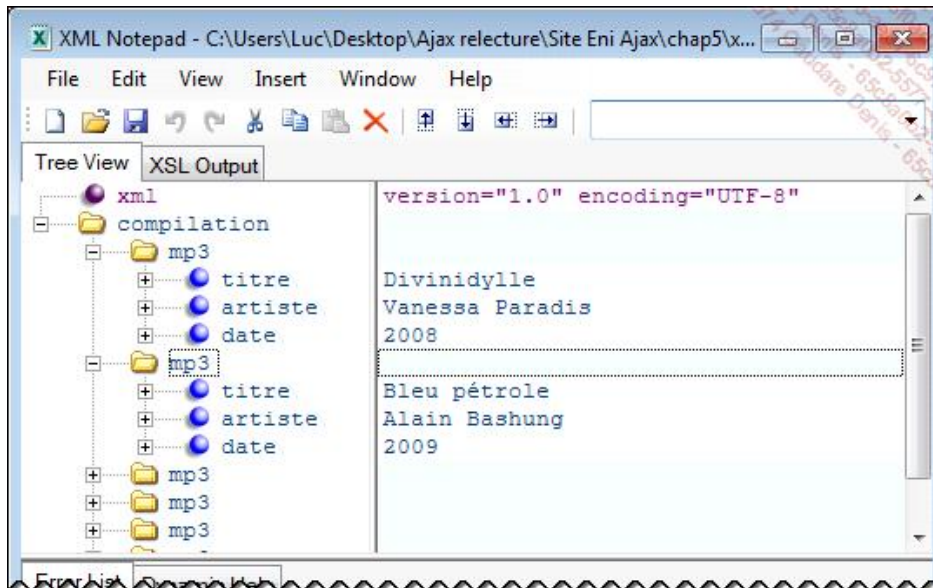 XML Notepad - C:\Users\Luc\Desktop\Ajax relecture\Site Eni Ajax\chap5\x...
File Edit View Insert Window Help
Tree View XSL Output
xml version="1.0" encoding="UTF-8"
compilation
mp3
titre Divinidylle
artiste Vanessa Paradis
date 2008
mp3
titre Bleu pétrole
artiste Alain Bashung
date 2009
mp3
mp3
mp3
Error List